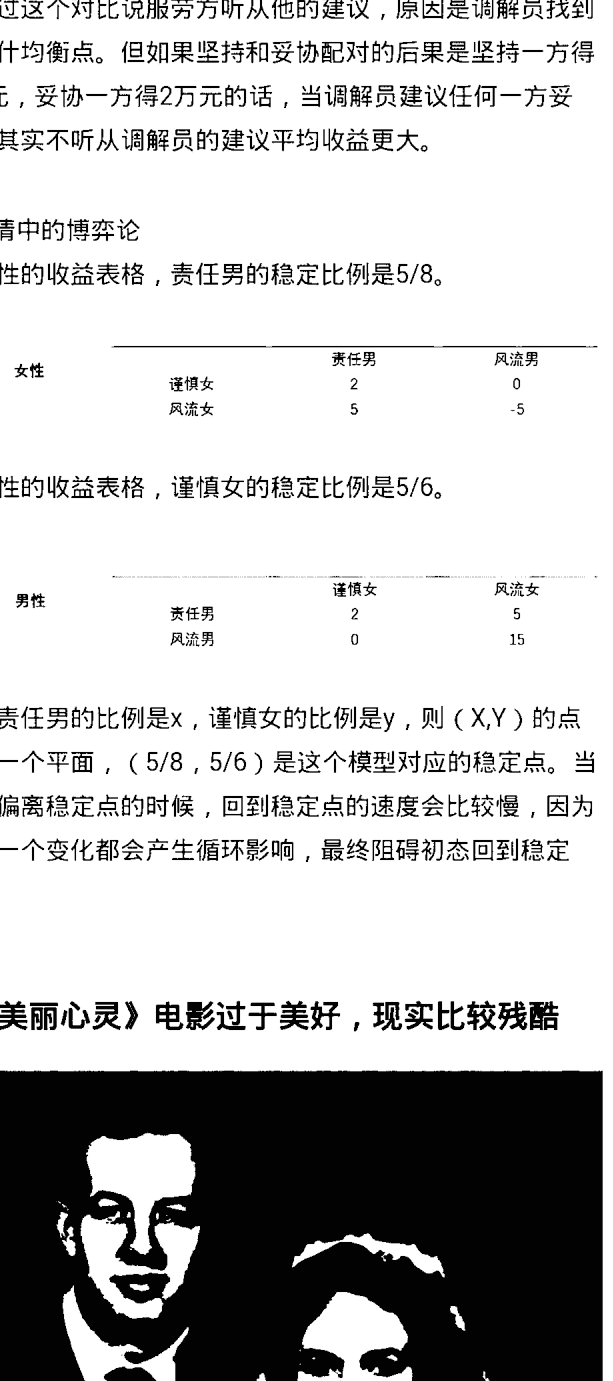 过这个对比说服劳方听从他的建议，原因是调解员找到
什均衡点。但如果坚持和妥协配对的后果是坚持一方得
元，妥协一方得2万元的话，当调解员建议任何一方妥
其实不听从调解员的建议平均收益更大。
情中的博弈论
性的收益表格，责任男的稳定比例是5/8。
女性 责任男 风流男
谨慎女 2 0
风流女 5 -5
性的收益表格，谨慎女的稳定比例是5/6。
男性 谨慎女 风流女
责任男 2 5
风流男 0 15
责任男的比例是x，谨慎女的比例是y，则（X,Y）的点
一个平面，（5/8，5/6）是这个模型对应的稳定点。当
偏离稳定点的时候，回到稳定点的速度会比较慢，因为
一个变化都会产生循环影响，最终阻碍初态回到稳定
美丽心灵》电影过于美好，现实比较残酷